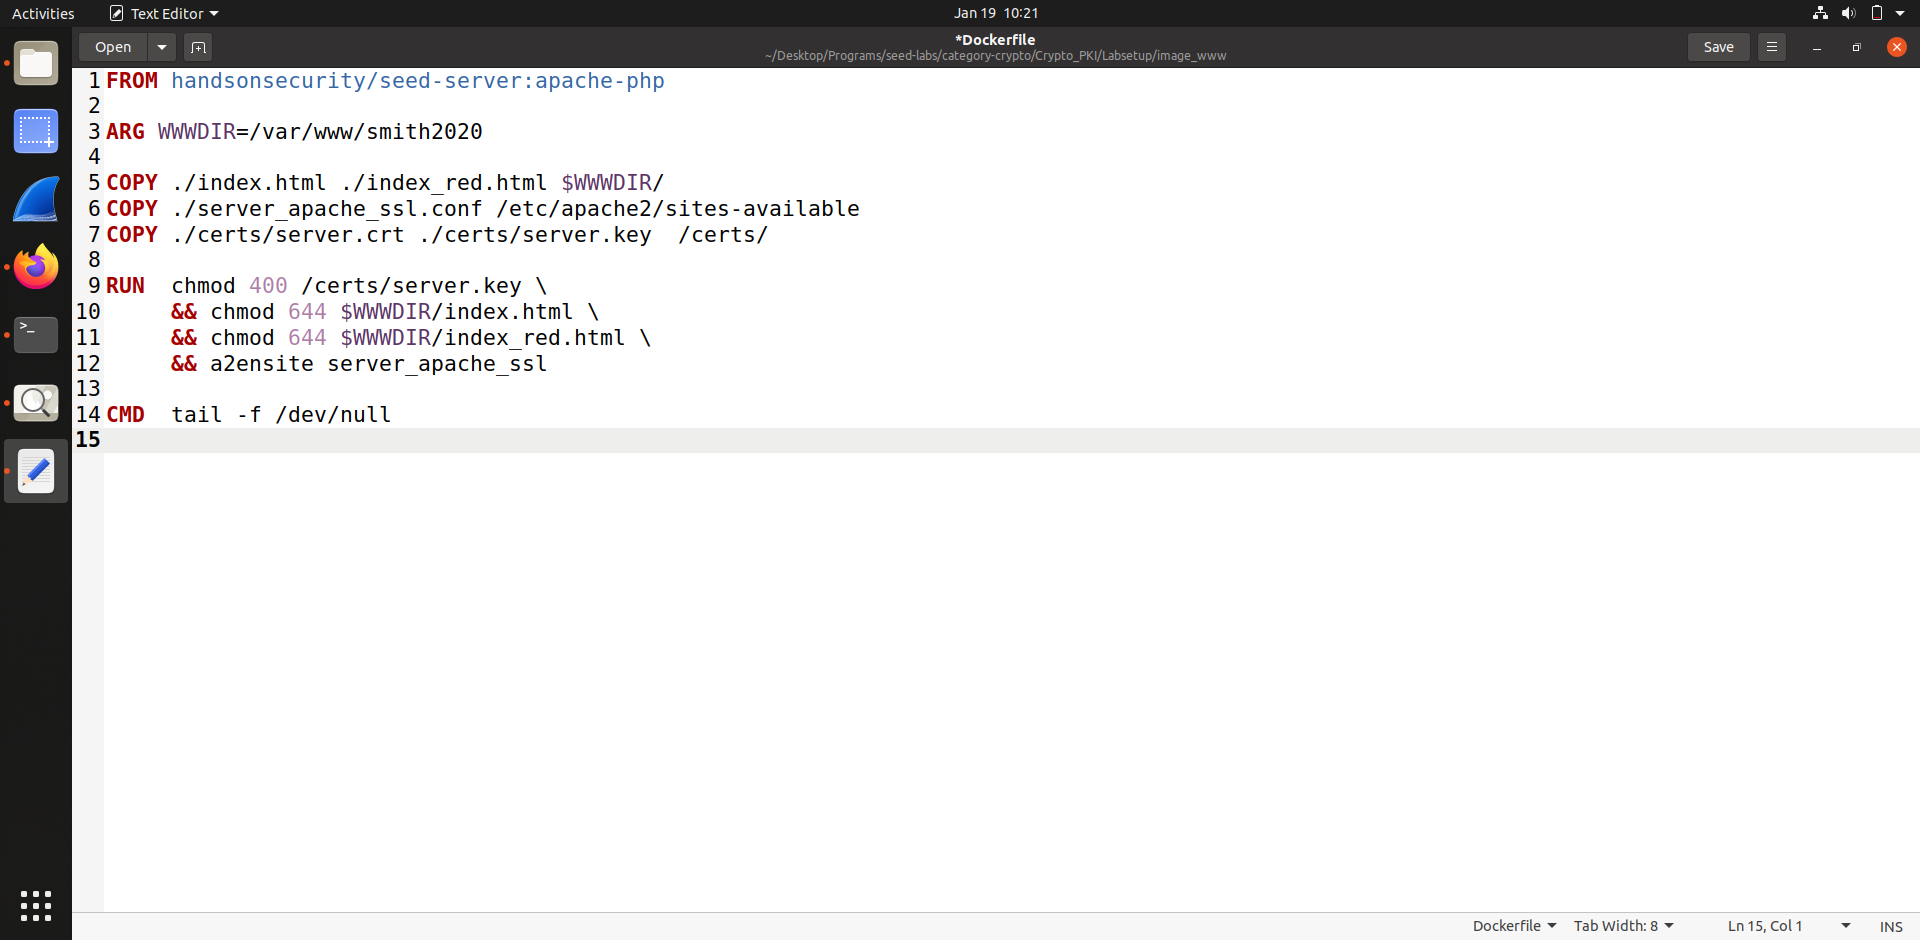 Activities
Text Editor
Jan 19 10:21
Open
*Dockerfile
~/Desktop/Programs/seed-labs/category-crypto/Crypto_PKI/Labsetup/image_www
Save
1 FROM handsonsecurity/seed-server:apache-php
2
3 ARG WWWDIR=/var/www/smith2020
4
5 COPY ./index.html ./index_red.html $WWWDIR/
6 COPY ./server_apache_ssl.conf /etc/apache2/sites-available
7 COPY ./certs/server.crt ./certs/server.key  /certs/
8
9 RUN  chmod 400 /certs/server.key \
10      && chmod 644 $WWWDIR/index.html \
11      && chmod 644 $WWWDIR/index_red.html \
12      && a2ensite server_apache_ssl
13
14 CMD  tail -f /dev/null
15
Dockerfile
Tab Width: 8
Ln 15, Col 1
INS